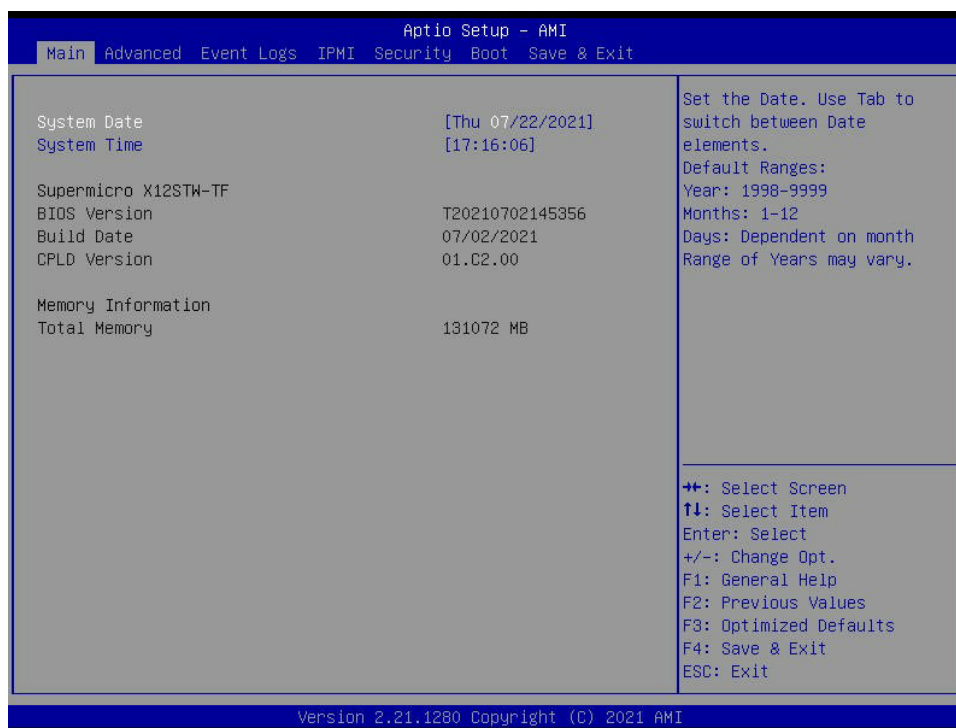 Aptio Setup – AMI
Main Advanced Event Logs IPMI Security Boot Save & Exit
System Date [Thu 07/22/2021]
System Time [17:16:06]
Supermicro X12STW-TF
BIOS Version T20210702145356
Build Date 07/02/2021
CPLD Version 01.C2.00
Memory Information
Total Memory 131072 MB
Set the Date. Use Tab to
switch between Date
elements.
Default Ranges:
Year: 1998-9999
Months: 1-12
Days: Dependent on month
Range of Years may vary.
→←: Select Screen
↑↓: Select Item
Enter: Select
+/-: Change Opt.
F1: General Help
F2: Previous Values
F3: Optimized Defaults
F4: Save & Exit
ESC: Exit
Version 2.21.1280 Copyright (C) 2021 AMI